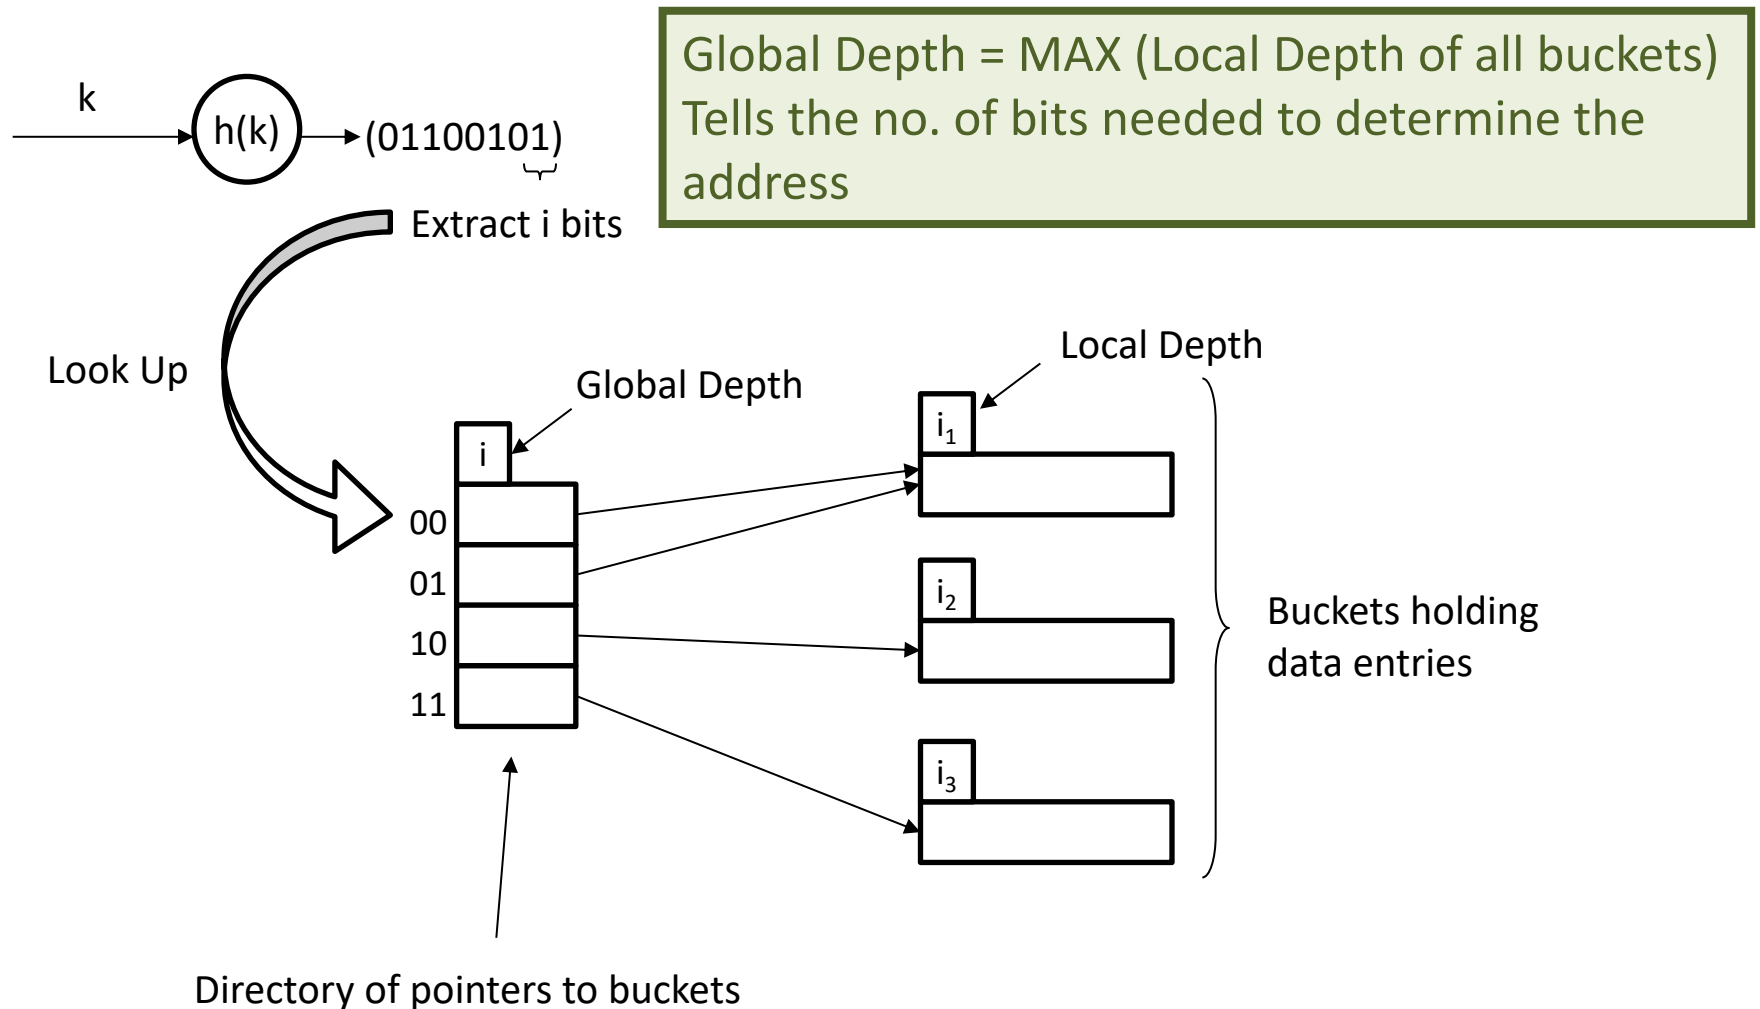 Global Depth = MAX (Local Depth of all buckets)
Tells the no. of bits needed to determine the
address
k
h(k)
(01100101)
Extract i bits
Look Up
Global Depth
Local Depth
i
00
01
10
11
i₁
i₂
i₃
Buckets holding
data entries
Directory of pointers to buckets